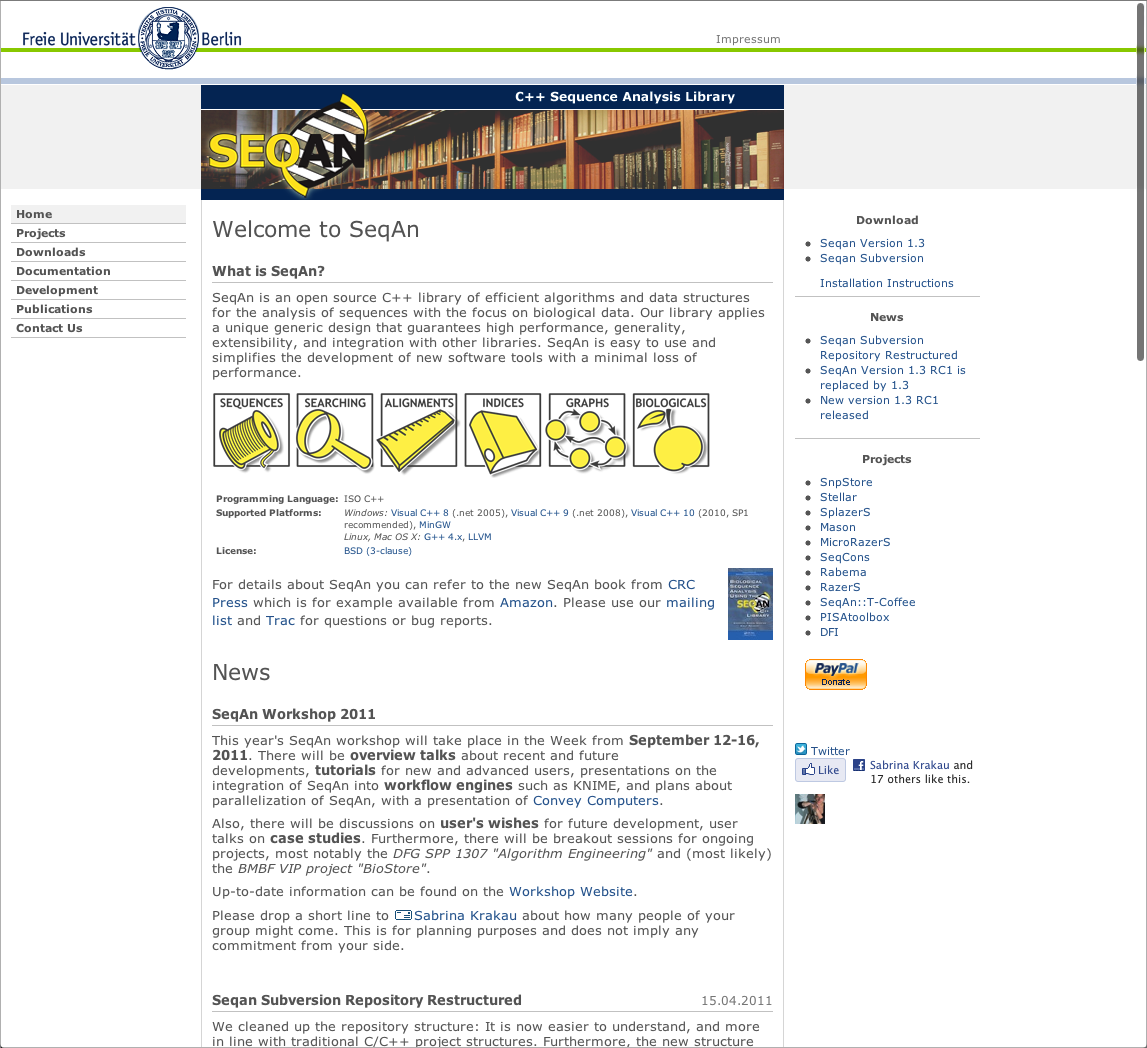 Freie Universität Berlin
Impressum
C++ Sequence Analysis Library
SEQAN
Home
Projects
Downloads
Documentation
Development
Publications
Contact Us
Welcome to SeqAn
What is SeqAn?
SeqAn is an open source C++ library of efficient algorithms and data structures
for the analysis of sequences with the focus on biological data. Our library applies
a unique generic design that guarantees high performance, generality,
extensibility, and integration with other libraries. SeqAn is easy to use and
simplifies the development of new software tools with a minimal loss of
performance.
SEQUENCES SEARCHING ALIGNMENTS INDICES GRAPHS BIOLOGICALS
Programming Language: ISO C++
Supported Platforms: Windows: Visual C++ 8 (.net 2005), Visual C++ 9 (.net 2008), Visual C++ 10 (2010, SP1
recommended), MinGW
Linux, Mac OS X: G++ 4.x, LLVM
License: BSD (3-clause)
For details about SeqAn you can refer to the new SeqAn book from CRC
Press which is for example available from Amazon. Please use our mailing
list and Trac for questions or bug reports.
BIOLOGICAL
SEQUENCE
ANALYSIS
USING THE
SEQAN
C++
LIBRARY
News
SeqAn Workshop 2011
This year's SeqAn workshop will take place in the Week from September 12-16,
2011. There will be overview talks about recent and future
developments, tutorials for new and advanced users, presentations on the
integration of SeqAn into workflow engines such as KNIME, and plans about
parallelization of SeqAn, with a presentation of Convey Computers.
Also, there will be discussions on user's wishes for future development, user
talks on case studies. Furthermore, there will be breakout sessions for ongoing
projects, most notably the DFG SPP 1307 "Algorithm Engineering" and (most likely)
the BMBF VIP project "BioStore".
Up-to-date information can be found on the Workshop Website.
Please drop a short line to Sabrina Krakau about how many people of your
group might come. This is for planning purposes and does not imply any
commitment from your side.
Seqan Subversion Repository Restructured 15.04.2011
We cleaned up the repository structure: It is now easier to understand, and more
in line with traditional C/C++ project structures. Furthermore, the new structure
Download
Seqan Version 1.3
Seqan Subversion
Installation Instructions
News
Seqan Subversion
Repository Restructured
SeqAn Version 1.3 RC1 is
replaced by 1.3
New version 1.3 RC1
released
Projects
SnpStore
Stellar
SplazerS
Mason
MicroRazerS
SeqCons
Rabema
RazerS
SeqAn::T-Coffee
PISAtoolbox
DFI
PayPal
Donate
Twitter
Like Sabrina Krakau and
17 others like this.